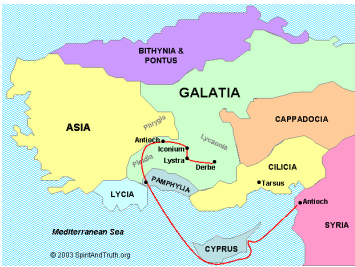 BITHYNIA &
PONTUS
GALATIA
CAPPADOCIA
ASIA
Phrygia
Lycaonia
Antioch
Iconium
Lystra
Derbe
Pisidia
PAMPHYLIA
LYCIA
CILICIA
Tarsus
Antioch
SYRIA
Mediterranean Sea
CYPRUS
© 2003 SpiritAndTruth.org